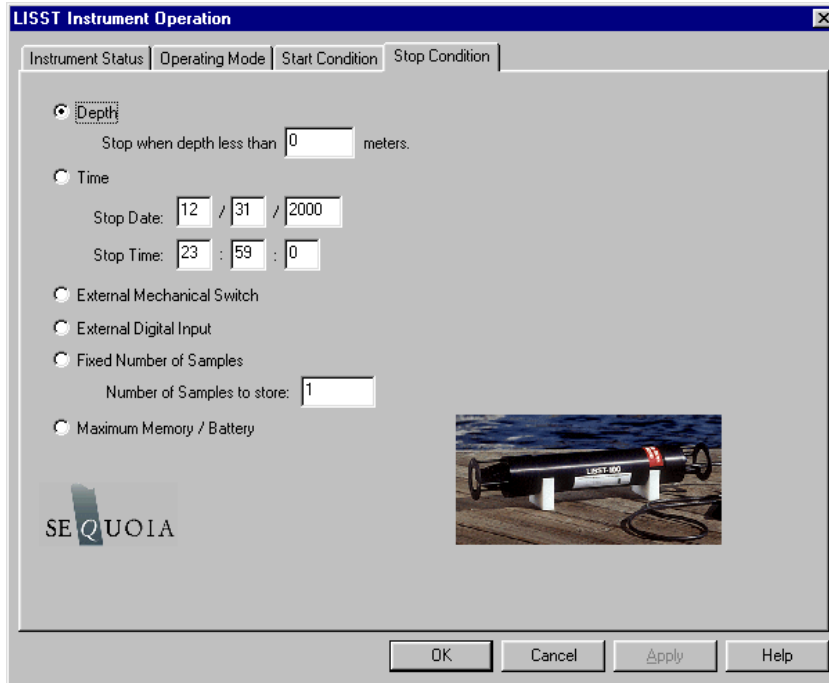 LISST Instrument Operation
Instrument Status Operating Mode Start Condition Stop Condition
Depth
Stop when depth less than 0 meters.
Time
Stop Date: 12 / 31 / 2000
Stop Time: 23 : 59 : 0
External Mechanical Switch
External Digital Input
Fixed Number of Samples
Number of Samples to store: 1
Maximum Memory / Battery
LISST-100
SEQUOIA
OK Cancel Apply Help